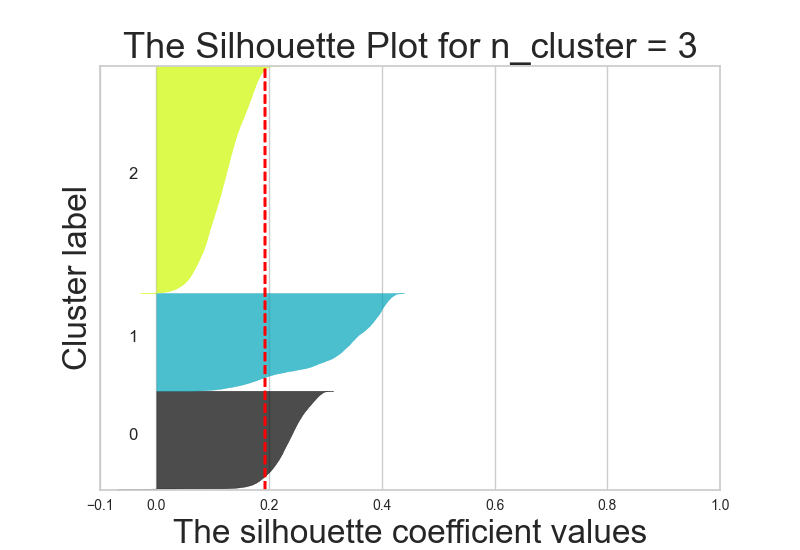 The Silhouette Plot for n_cluster = 3
Cluster label
2
1
0
−0.1 0.0 0.2 0.4 0.6 0.8 1.0
The silhouette coefficient values